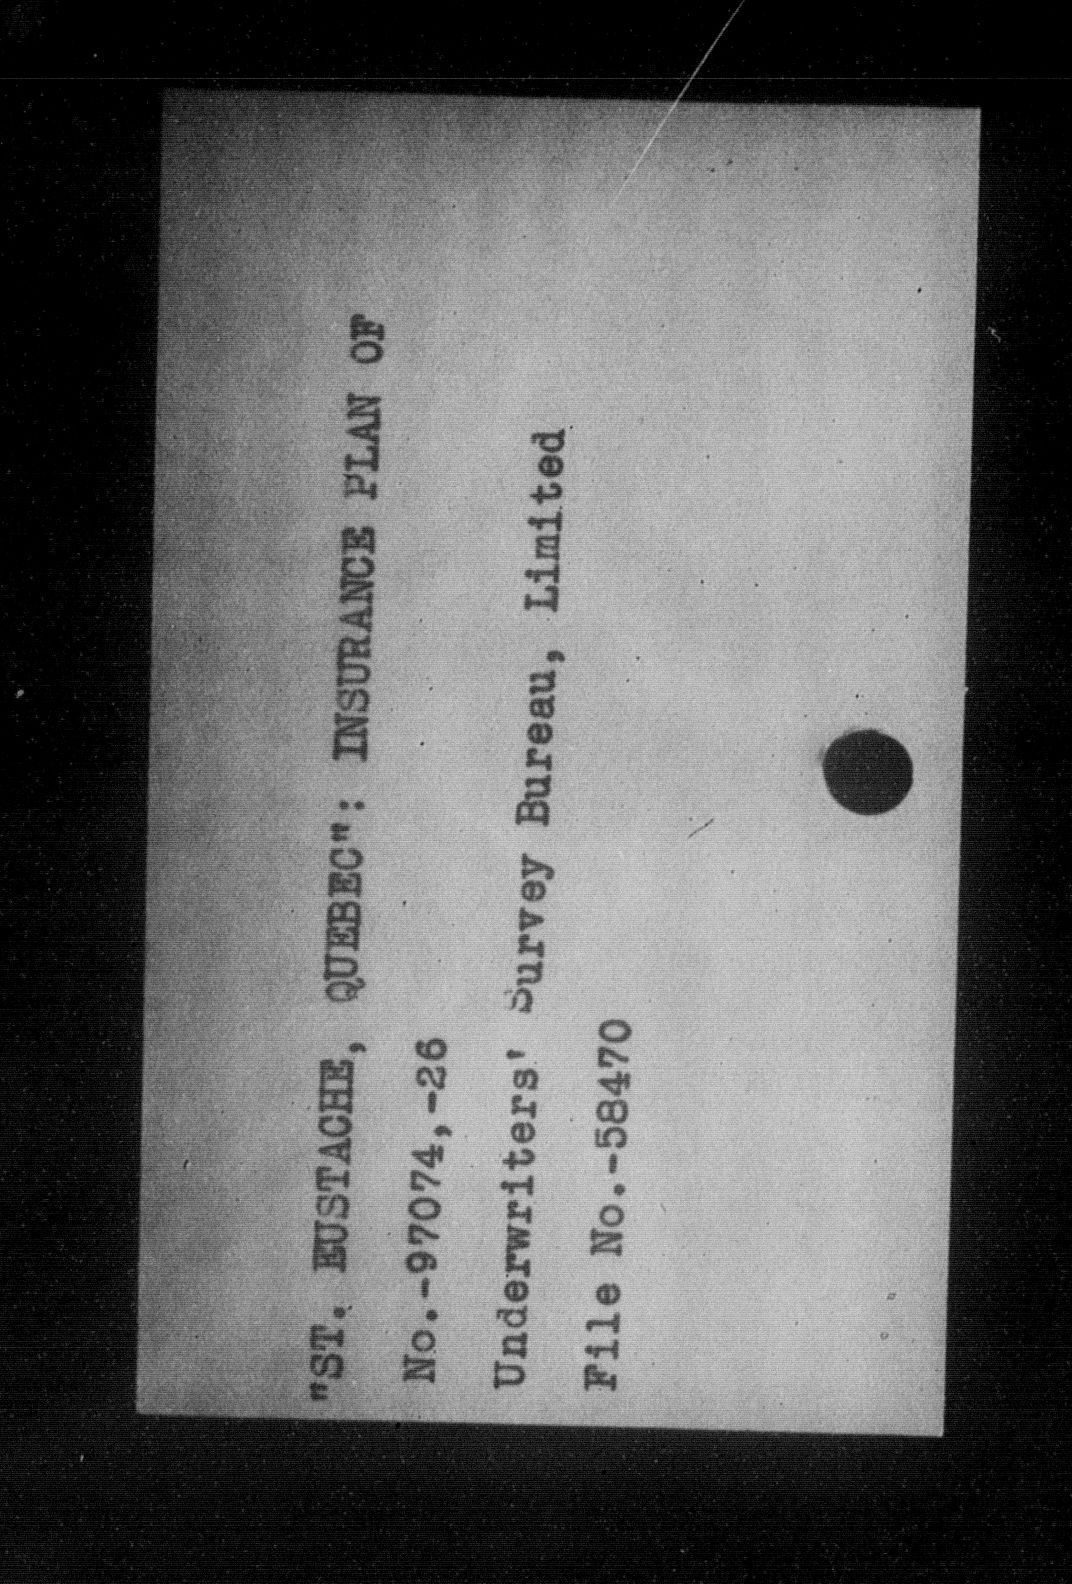 "ST. EUSTACHE, QUEBEC": INSURANCE PLAN OF
No.-97074,-26
Underwriters' Survey Bureau, Limited
File No.-58470